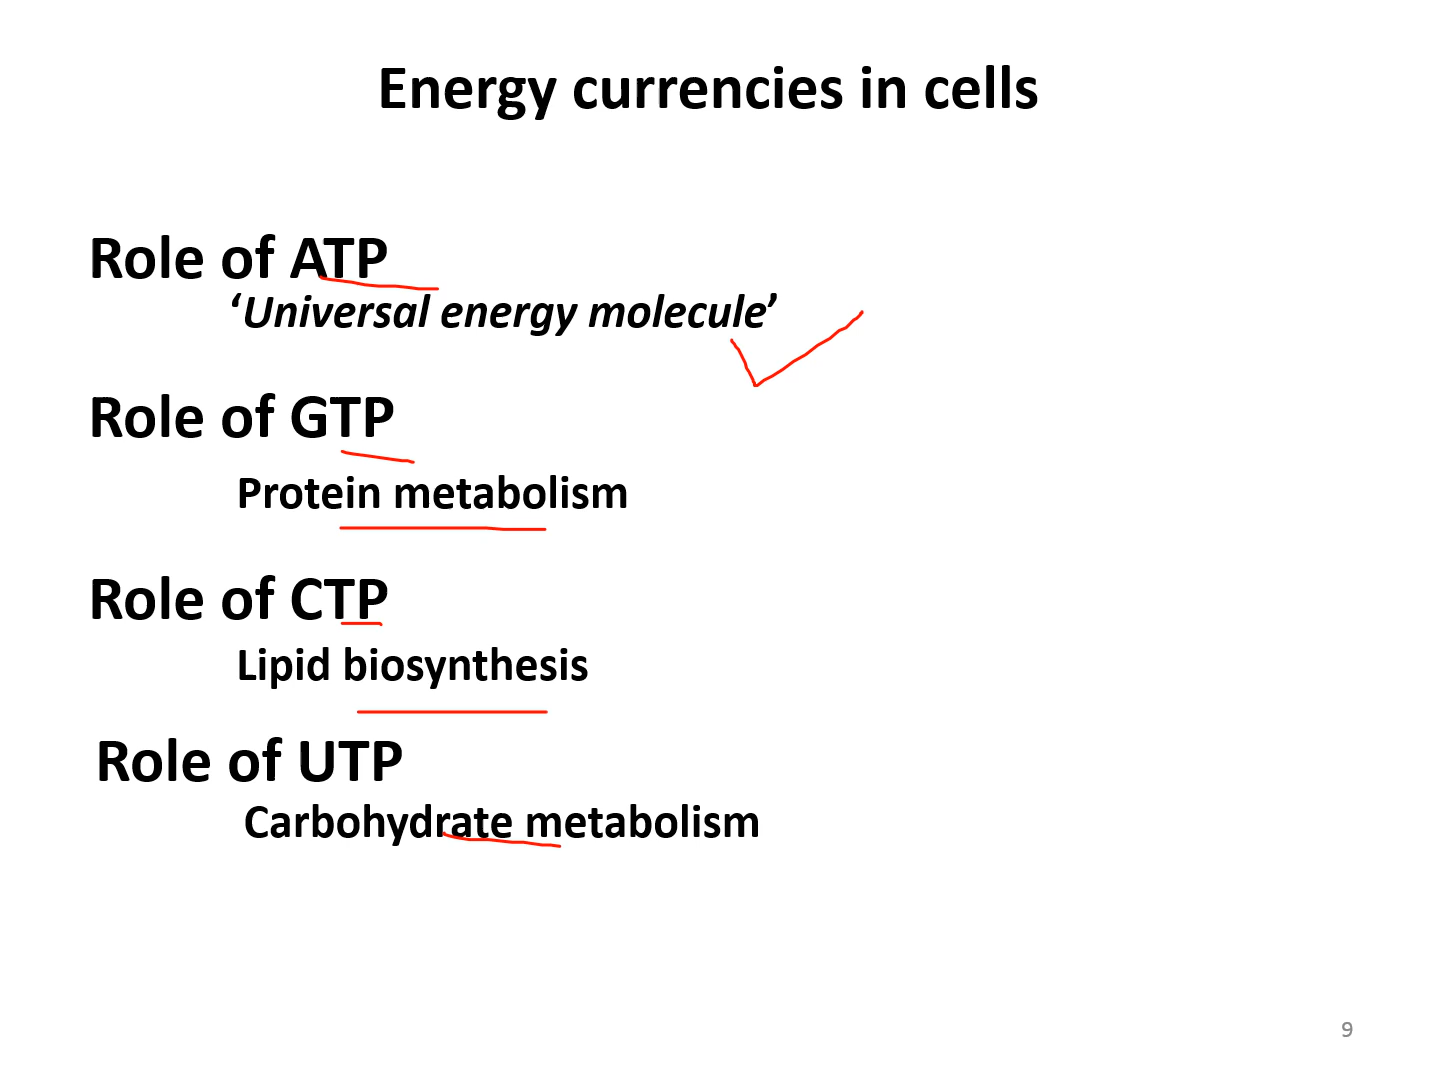 Energy currencies in cells
Role of ATP
‘Universal energy molecule’
Role of GTP
Protein metabolism
Role of CTP
Lipid biosynthesis
Role of UTP
Carbohydrate metabolism
9